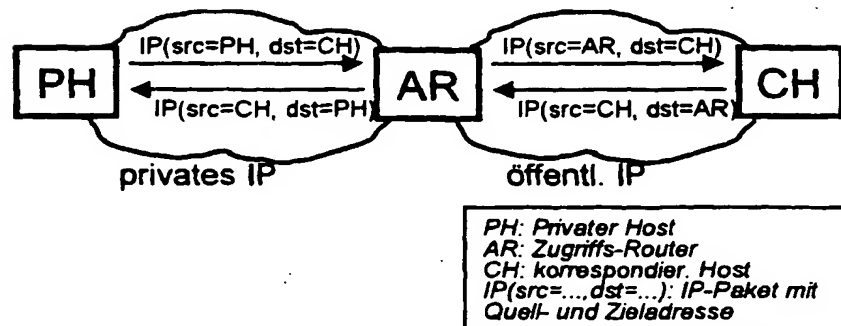 IP(src=PH, dst=CH)
IP(src=AR, dst=CH)
PH
AR
CH
IP(src=CH, dst=PH)
IP(src=CH, dst=AR)
privates IP
öffentl. IP
PH: Privater Host
AR: Zugriffs-Router
CH: korrespondier. Host
IP(src=...,dst=...): IP-Paket mit
Quell- und Zieladresse